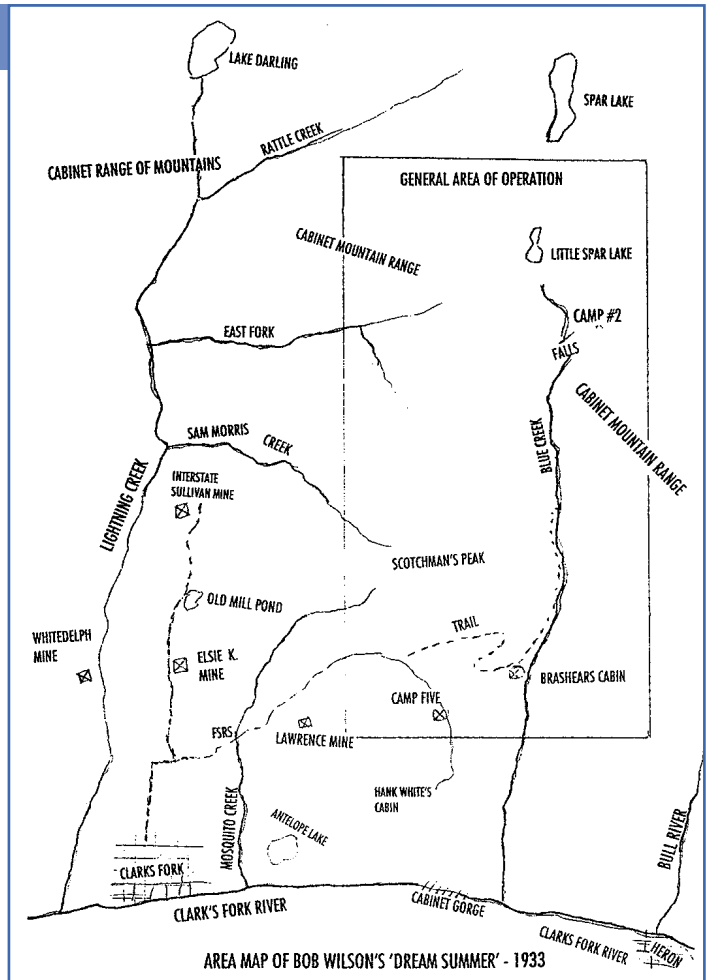 LAKE DARLING
SPAR LAKE
RATTLE CREEK
CABINET RANGE OF MOUNTAINS
GENERAL AREA OF OPERATION
CABINET MOUNTAIN RANGE
LITTLE SPAR LAKE
CAMP #2
EAST FORK
FALLS
CABINET MOUNTAIN RANGE
BLUE CREEK
SAM MORRIS CREEK
LIGHTNING CREEK
INTERSTATE
SULLIVAN MINE
SCOTCHMAN'S PEAK
OLD MILL POND
TRAIL
WHITEDELPH
MINE
ELSIE K.
MINE
BRASHEARS CABIN
CAMP FIVE
FSRS
LAWRENCE MINE
HANK WHITE'S
CABIN
MOSQUITO CREEK
ANTELOPE LAKE
BULL RIVER
CLARKS FORK
CLARK'S FORK RIVER
CABINET GORGE
CLARKS FORK RIVER
HERON
AREA MAP OF BOB WILSON'S 'DREAM SUMMER' - 1933